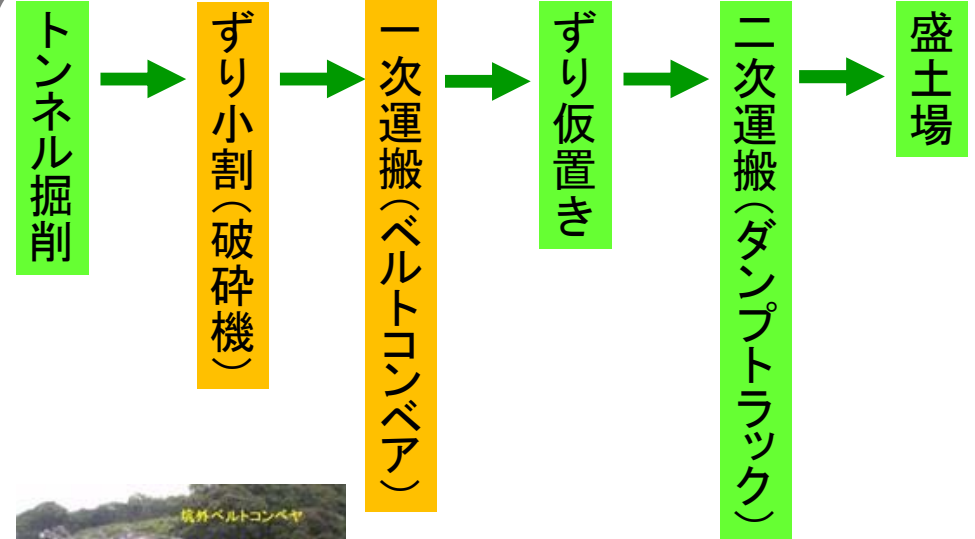 トンネル掘削
ずり小割(破砕機)
一次運搬(ベルトコンベア)
ずり仮置き
二次運搬(ダンプトラック)
盛土場
坑外ベルトコンベヤ